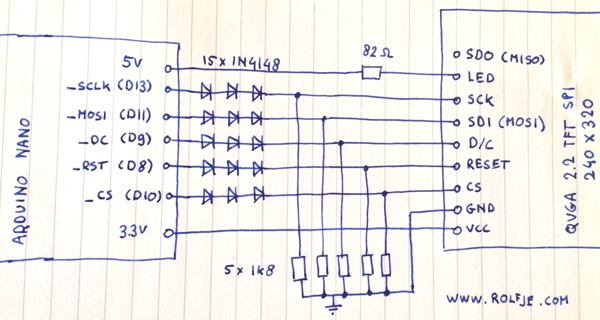 5V
15 x 1N4148
82 Ω
SDO (MISO)
LED
_SCLK (D13)
SCK
_MOSI (D11)
SDI (MOSI)
_DC (D9)
D/C
_RST (D8)
RESET
_CS (D10)
CS
GND
3.3V
VCC
ARDUINO NANO
QVGA 2.2 TFT SPI
240 X 320
5 x 1k8
WWW.ROLFJE.COM